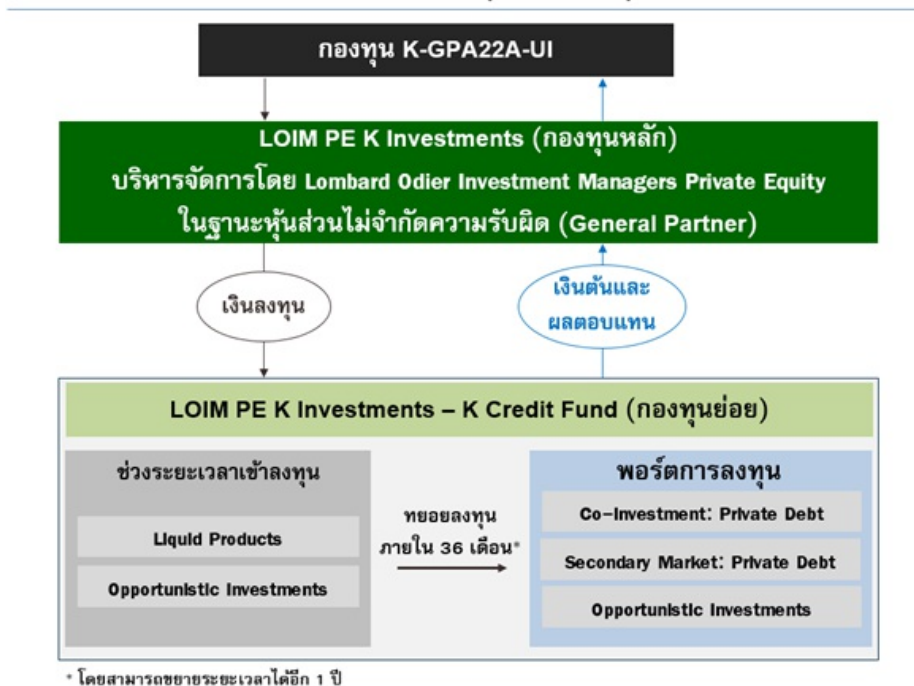 กองทุน K-GPA22A-UI
LOIM PE K Investments (กองทุนหลัก)
บริหารจัดการโดย Lombard Odier Investment Managers Private Equity
ในฐานะหุ้นส่วนไม่จำกัดความรับผิด (General Partner)
เงินลงทุน
เงินต้นและ
ผลตอบแทน
LOIM PE K Investments – K Credit Fund (กองทุนย่อย)
ช่วงระยะเวลาเข้าลงทุน
Liquid Products
Opportunistic Investments
ทยอยลงทุน
ภายใน 36 เดือน*
พอร์ตการลงทุน
Co-Investment: Private Debt
Secondary Market: Private Debt
Opportunistic Investments
* โดยสามารถขยายระยะเวลาได้อีก 1 ปี